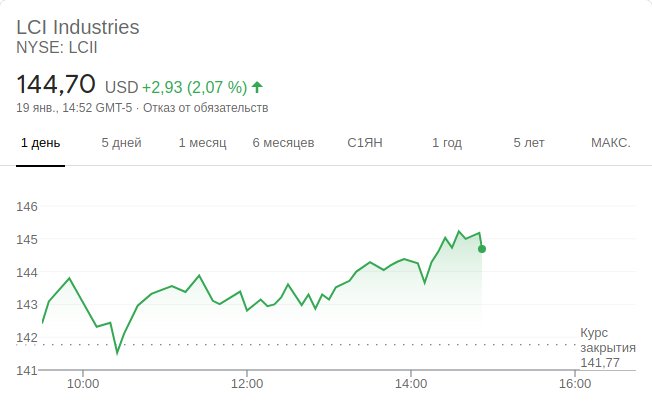 LCI Industries
NYSE: LCII
144,70 USD +2,93 (2,07 %)
19 янв., 14:52 GMT-5 · Отказ от обязательств
1 день 5 дней 1 месяц 6 месяцев С1ЯН 1 год 5 лет МАКС.
146
145
144
143
142
141
Курс
закрытия
141,77
10:00 12:00 14:00 16:00